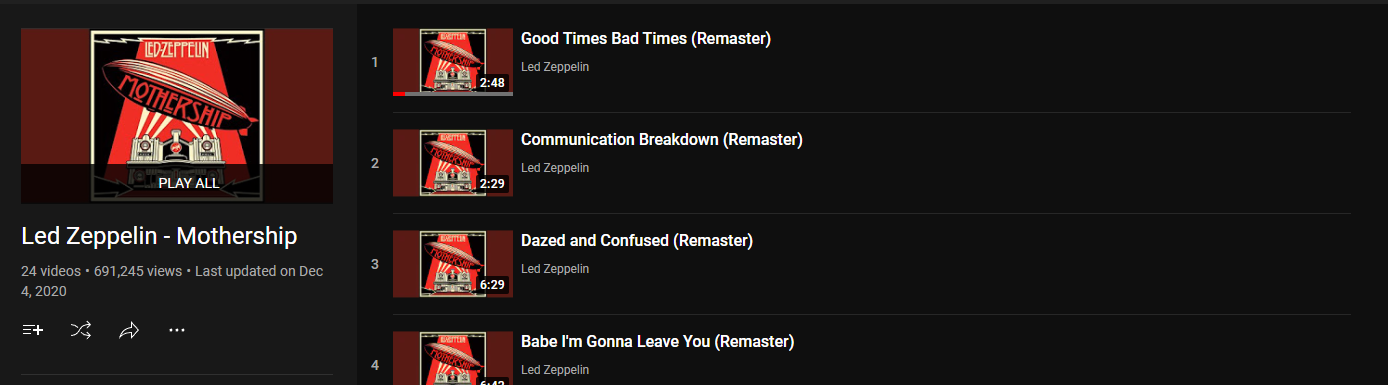 LED-ZEPPELIN
MOTHERSHIP
PLAY ALL
Led Zeppelin - Mothership
24 videos • 691,245 views • Last updated on Dec
4, 2020
1
2:48
Good Times Bad Times (Remaster)
Led Zeppelin
2
2:29
Communication Breakdown (Remaster)
Led Zeppelin
3
6:29
Dazed and Confused (Remaster)
Led Zeppelin
4
6:42
Babe I'm Gonna Leave You (Remaster)
Led Zeppelin